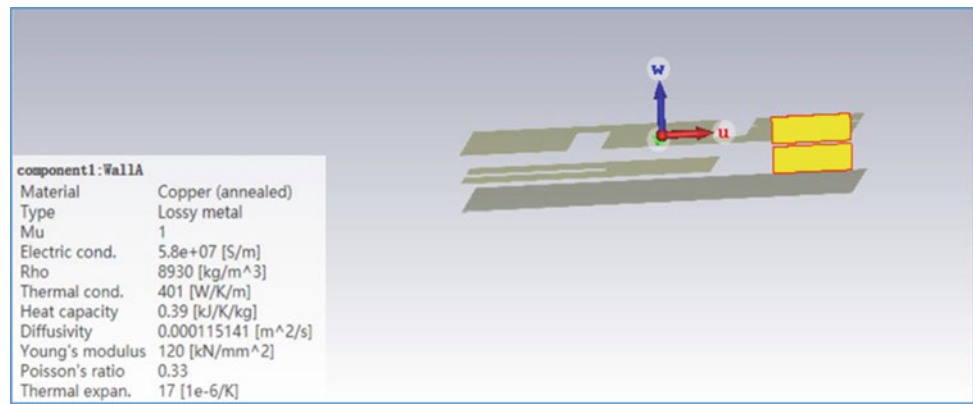 w
u
component1:WallA
Material Copper (annealed)
Type Lossy metal
Mu 1
Electric cond. 5.8e+07 [S/m]
Rho 8930 [kg/m^3]
Thermal cond. 401 [W/K/m]
Heat capacity 0.39 [kJ/K/kg]
Diffusivity 0.000115141 [m^2/s]
Young's modulus 120 [kN/mm^2]
Poisson's ratio 0.33
Thermal expan. 17 [1e-6/K]